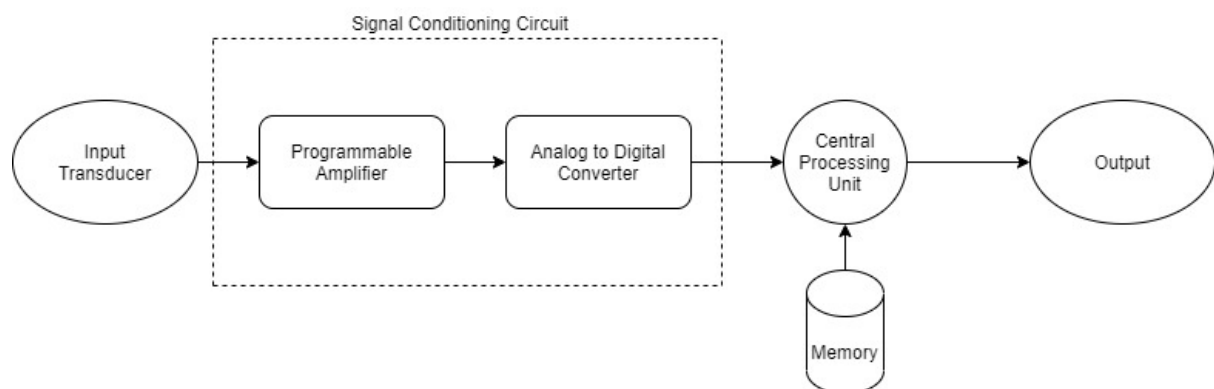 Signal Conditioning Circuit
Input
Transducer
Programmable
Amplifier
Analog to Digital
Converter
Central
Processing
Unit
Output
Memory